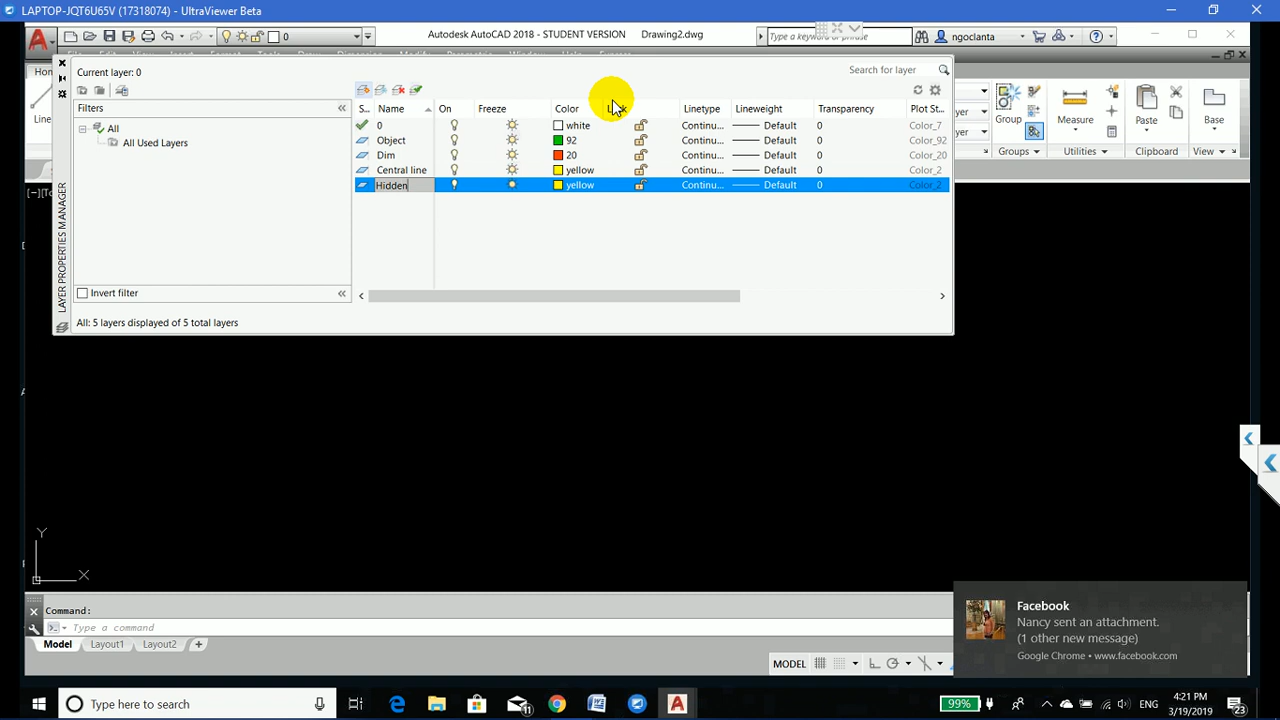 LAPTOP-JQT6U65V (17318074) - UltraViewer Beta
0
Autodesk AutoCAD 2018 - STUDENT VERSION Drawing2.dwg
Type a keyword or phrase
ngoclanta
Current layer: 0
Search for layer
Filters
All
All Used Layers
S.. Name On Freeze Color Lock Linetype Lineweight Transparency Plot St...
0 white Continu... Default 0 Color_7
Object 92 Continu... Default 0 Color_92
Dim 20 Continu... Default 0 Color_20
Central line yellow Continu... Default 0 Color_2
Hidden yellow Continu... Default 0 Color_2
Invert filter
All: 5 layers displayed of 5 total layers
LAYER PROPERTIES MANAGER
Line
Group Measure Paste Base
Groups Utilities Clipboard View
Y
X
Command:
Type a command
Model Layout1 Layout2 +
MODEL
Facebook
Nancy sent an attachment.
(1 other new message)
Google Chrome • www.facebook.com
Type here to search
11
99%
ENG
4:21 PM
3/19/2019
23